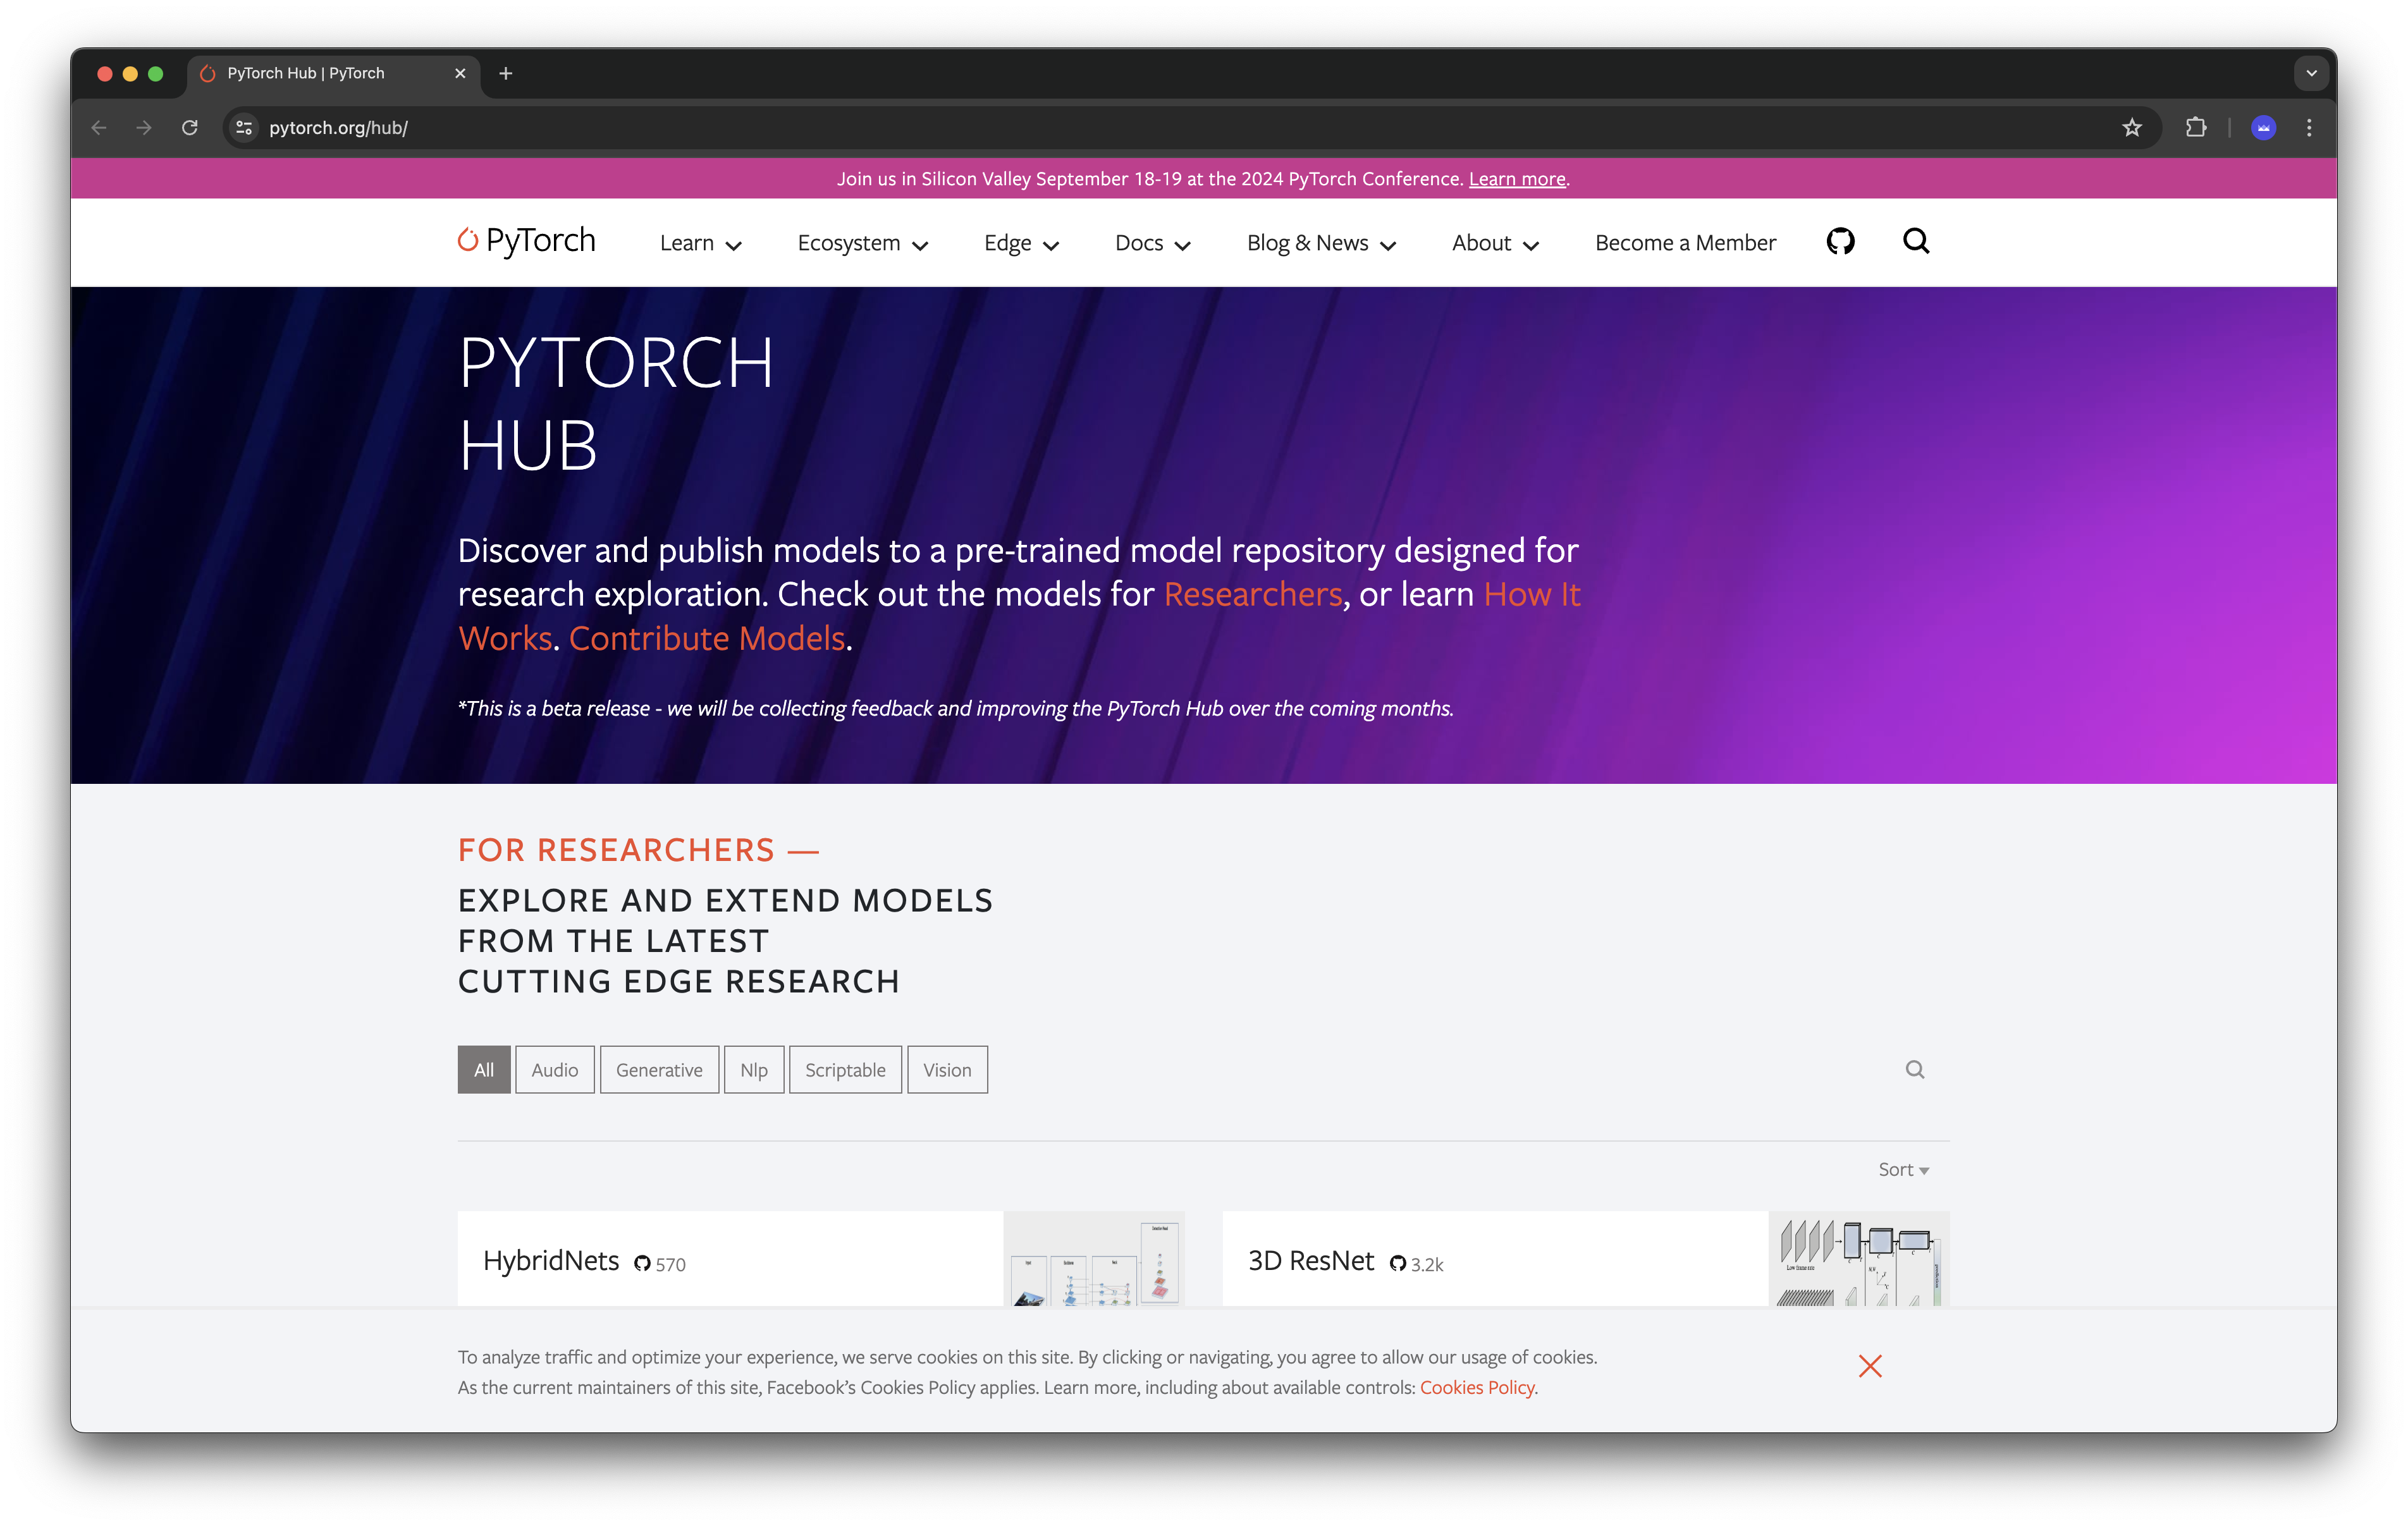 PyTorch Hub | PyTorch
pytorch.org/hub/
Join us in Silicon Valley September 18-19 at the 2024 PyTorch Conference. Learn more.
PyTorch
Learn
Ecosystem
Edge
Docs
Blog & News
About
Become a Member
PYTORCH
HUB
Discover and publish models to a pre-trained model repository designed for
research exploration. Check out the models for Researchers, or learn How It
Works. Contribute Models.
*This is a beta release - we will be collecting feedback and improving the PyTorch Hub over the coming months.
FOR RESEARCHERS —
EXPLORE AND EXTEND MODELS
FROM THE LATEST
CUTTING EDGE RESEARCH
All
Audio
Generative
Nlp
Scriptable
Vision
Sort
HybridNets 570
3D ResNet 3.2k
To analyze traffic and optimize your experience, we serve cookies on this site. By clicking or navigating, you agree to allow our usage of cookies.
As the current maintainers of this site, Facebook’s Cookies Policy applies. Learn more, including about available controls: Cookies Policy.